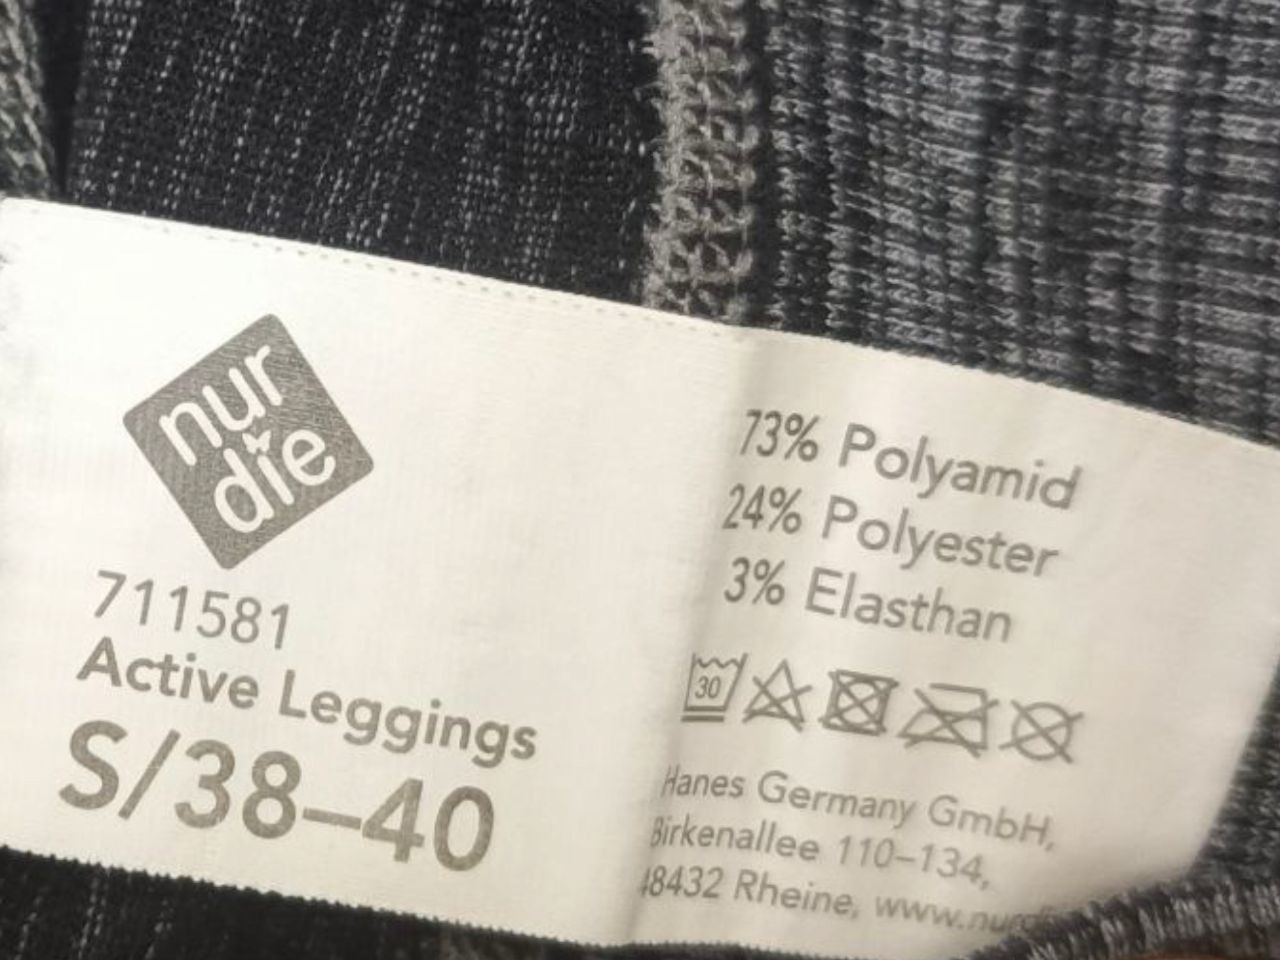 nur
die
711581
Active Leggings
S/38–40
73% Polyamid
24% Polyester
3% Elasthan
30
Hanes Germany GmbH,
Birkenallee 110–134,
48432 Rheine,